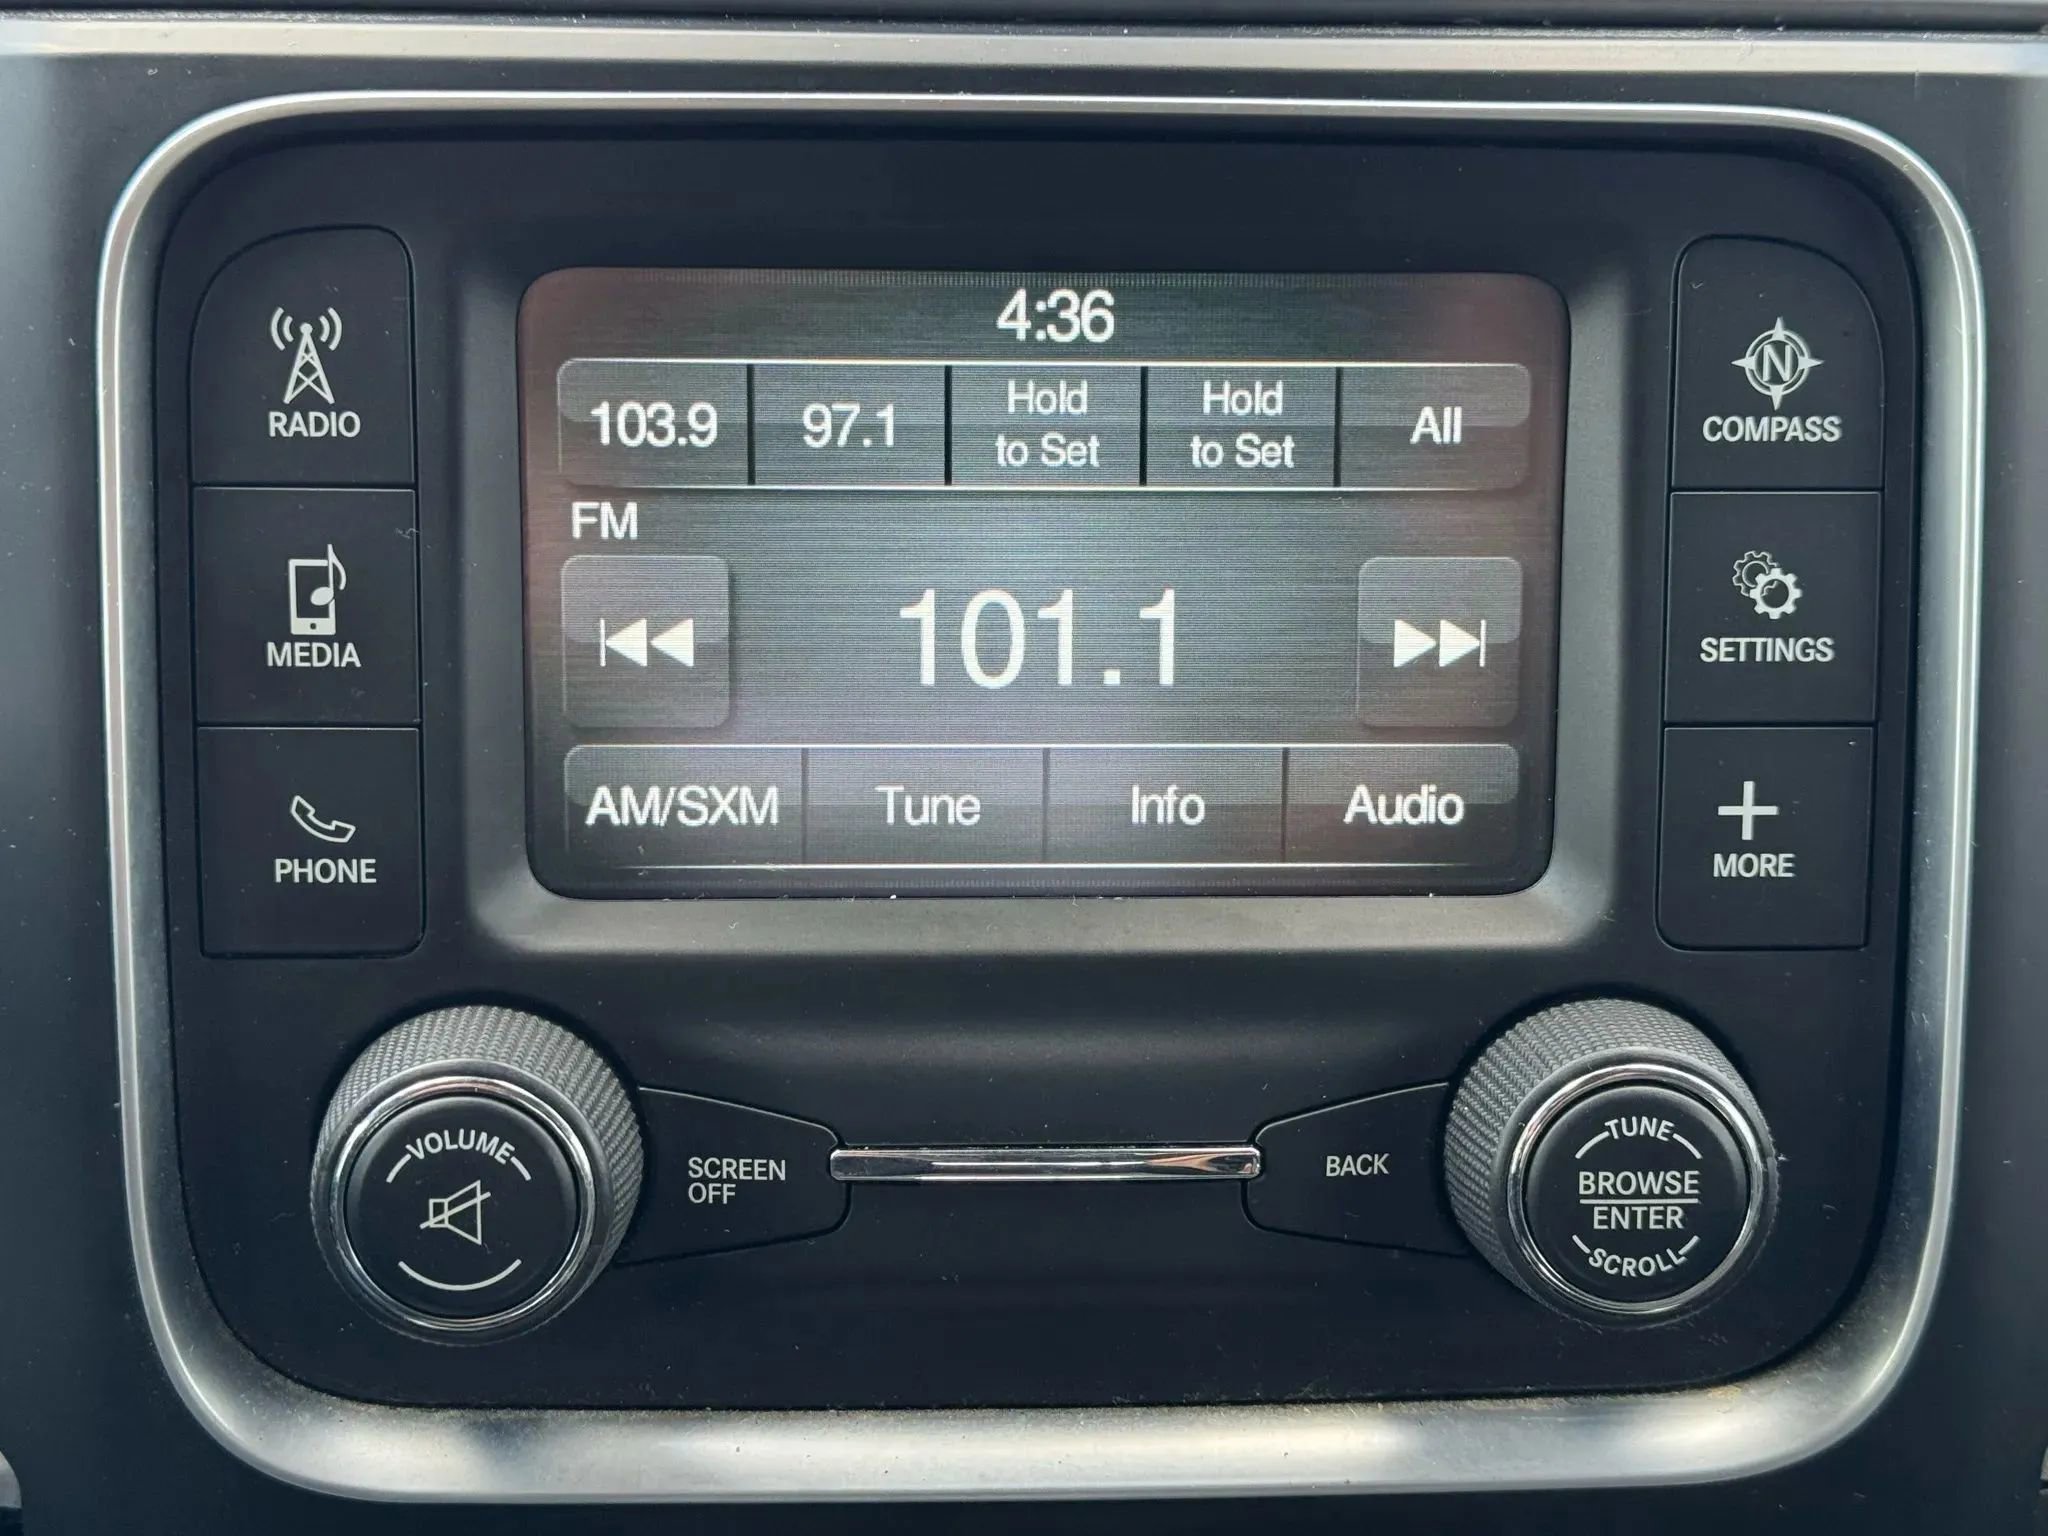 4:36
103.9
97.1
Hold
to Set
Hold
to Set
All
FM
101.1
AM/SXM
Tune
Info
Audio
RADIO
MEDIA
PHONE
N
COMPASS
SETTINGS
MORE
VOLUME
SCREEN
OFF
BACK
TUNE
BROWSE
ENTER
SCROLL